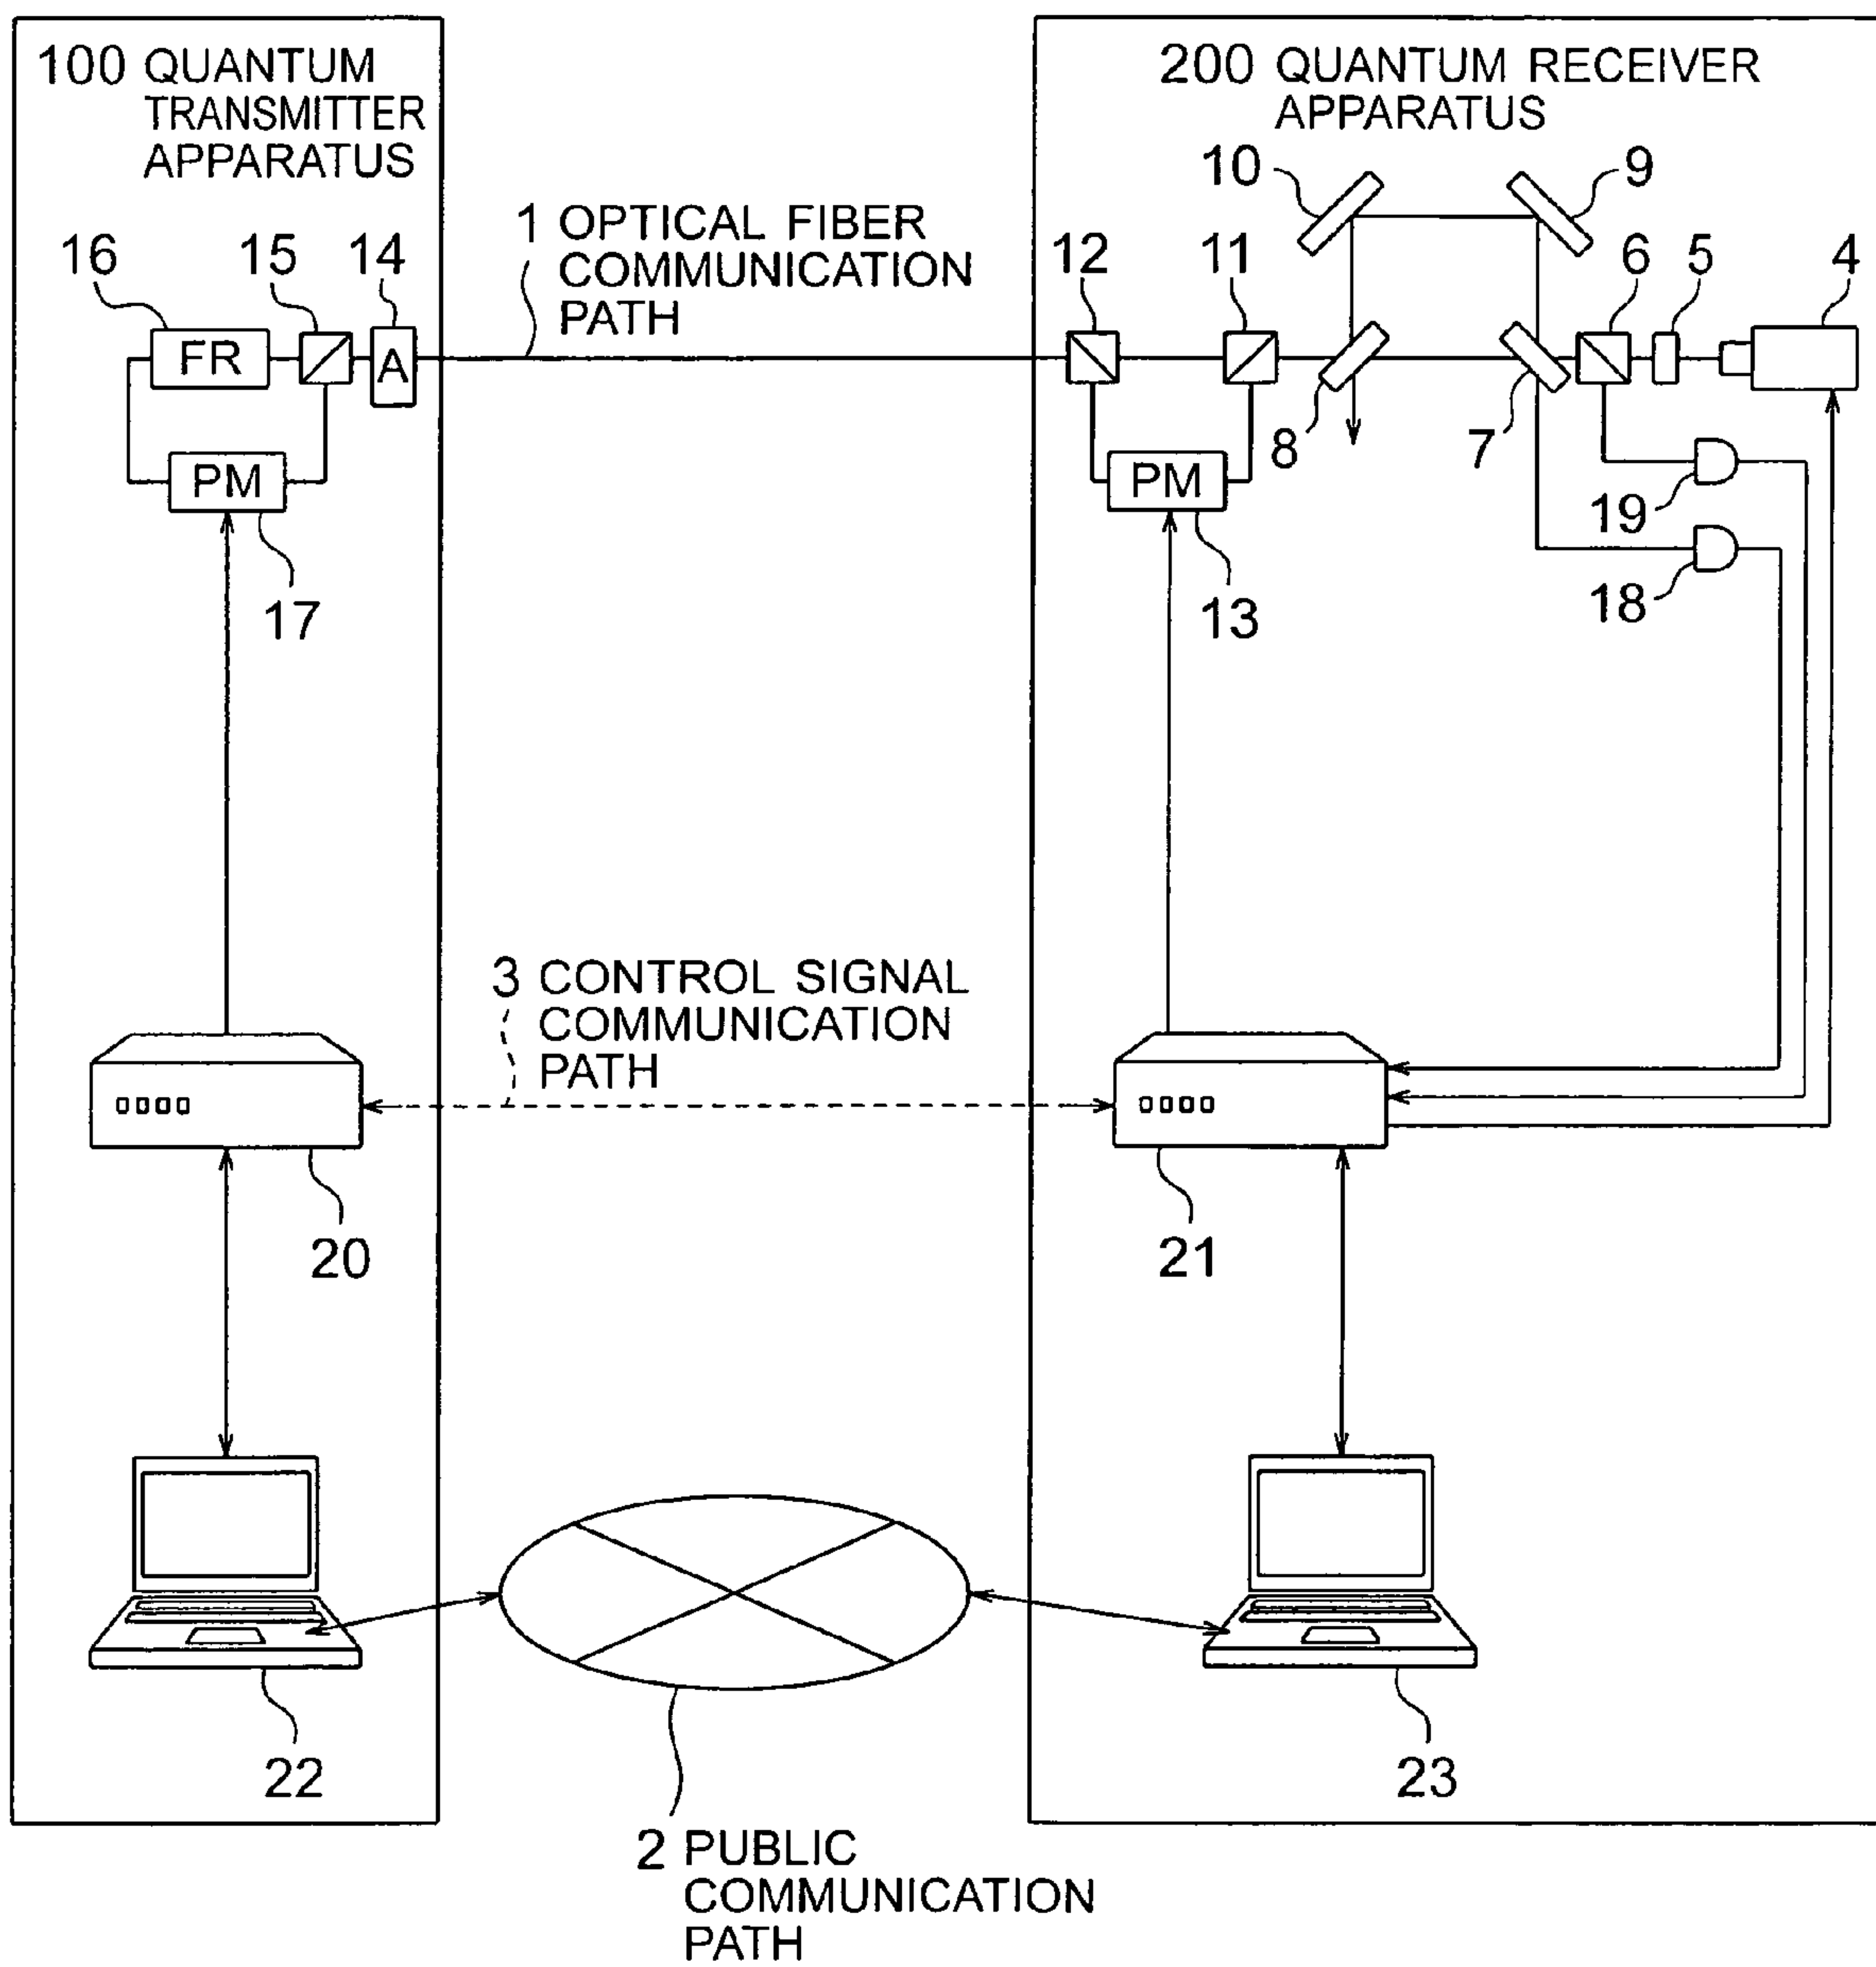 100 QUANTUM
TRANSMITTER
APPARATUS
200 QUANTUM RECEIVER
APPARATUS
10
9
1 OPTICAL FIBER
COMMUNICATION
PATH
16
15
14
12
11
6
5
4
FR
A
8
7
PM
PM
19
18
17
13
3 CONTROL SIGNAL
COMMUNICATION
PATH
20
21
22
23
2 PUBLIC
COMMUNICATION
PATH